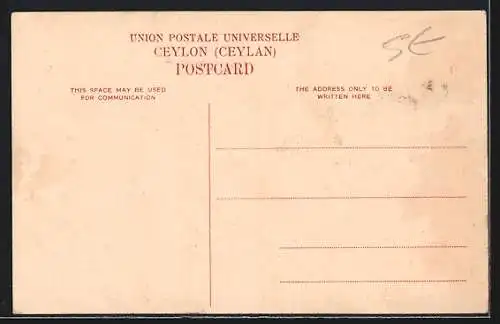 UNION POSTALE UNIVERSELLE
CEYLON (CEYLAN)
POSTCARD
5€
THIS SPACE MAY BE USED
FOR COMMUNICATION
THE ADDRESS ONLY TO BE
WRITTEN HERE